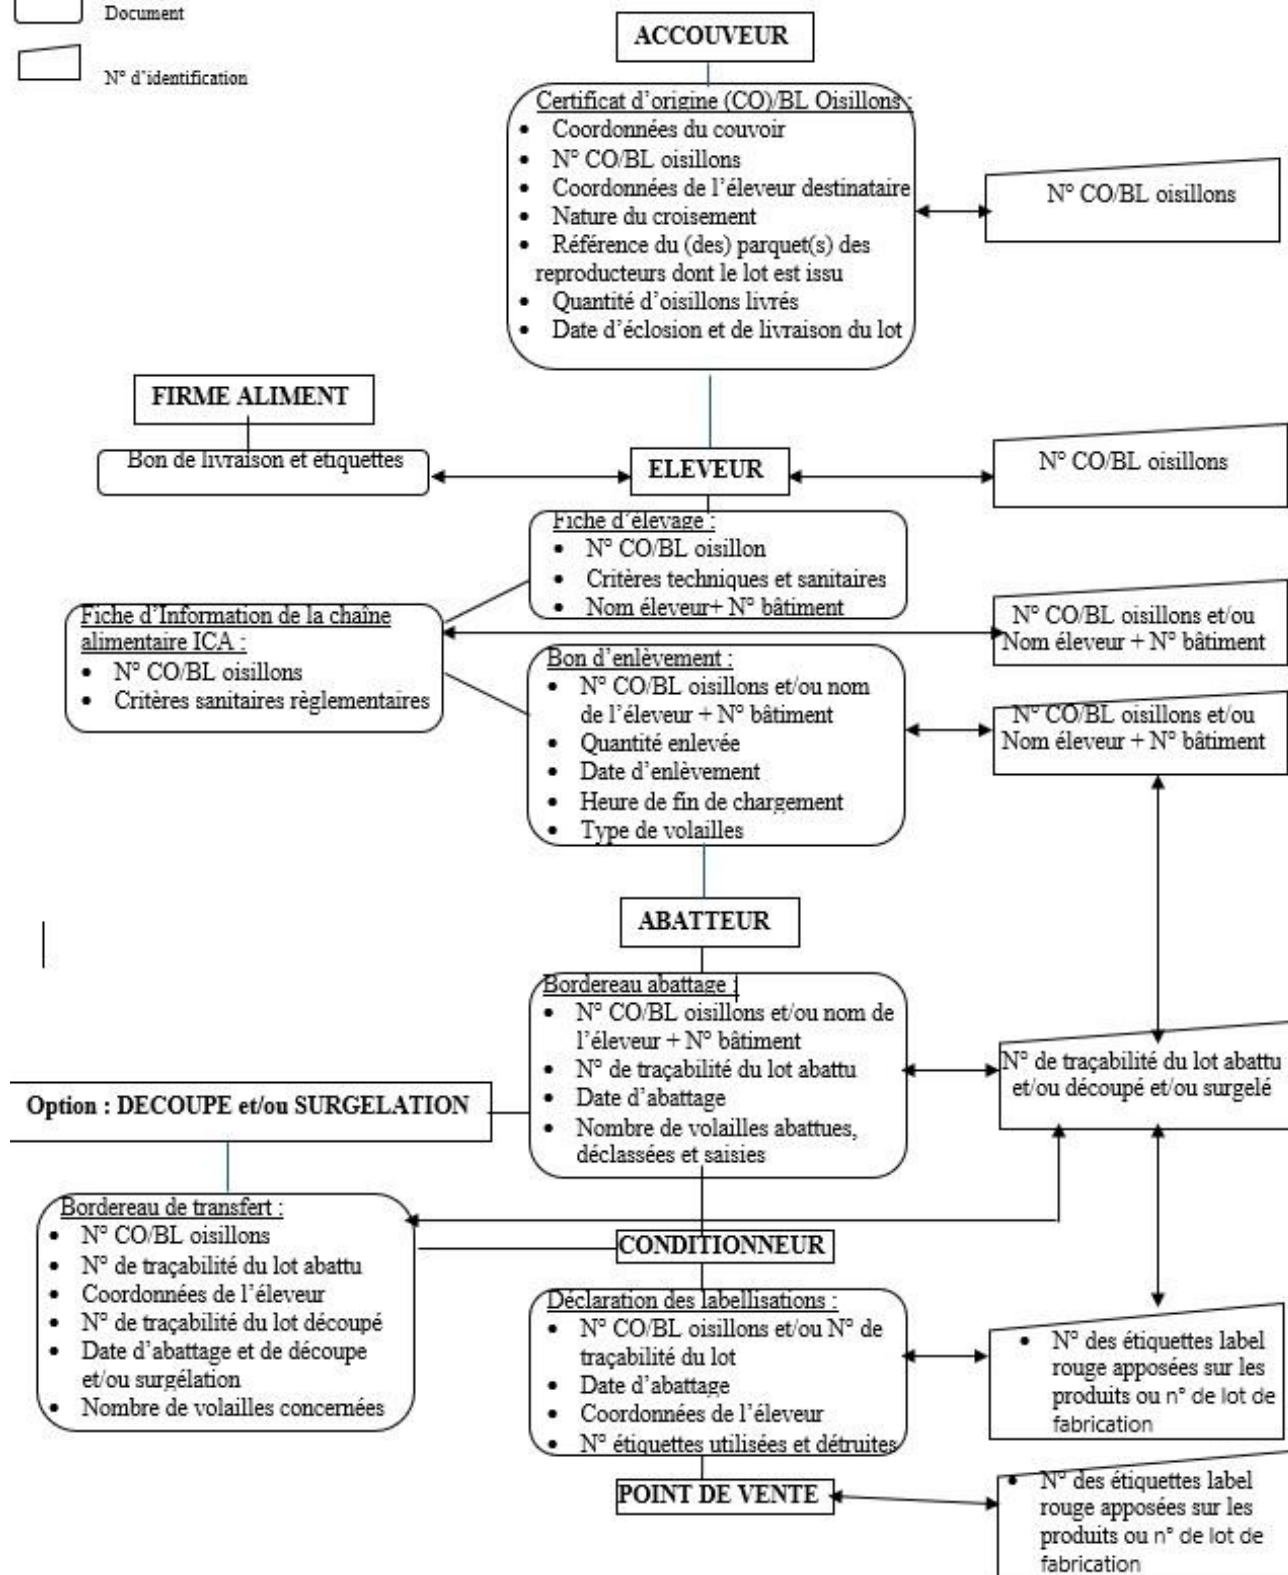 Document
N° d'identification
ACCOUVEUR
Certificat d'origine (CO)/BL Oisillons :
• Coordonnées du couvoir
• N° CO/BL oisillons
• Coordonnées de l'éleveur destinataire
• Nature du croisement
• Référence du (des) parquet(s) des
reproducteurs dont le lot est issu
• Quantité d'oisillons livrés
• Date d'éclosion et de livraison du lot
N° CO/BL oisillons
FIRME ALIMENT
Bon de livraison et étiquettes
ELEVEUR
N° CO/BL oisillons
Fiche d'élevage :
• N° CO/BL oisillon
• Critères techniques et sanitaires
• Nom éleveur+ N° bâtiment
Fiche d'Information de la chaîne
alimentaire ICA :
• N° CO/BL oisillons
• Critères sanitaires règlementaires
N° CO/BL oisillons et/ou
Nom éleveur + N° bâtiment
Bon d'enlèvement :
• N° CO/BL oisillons et/ou nom
de l'éleveur + N° bâtiment
• Quantité enlevée
• Date d'enlèvement
• Heure de fin de chargement
• Type de volailles
N° CO/BL oisillons et/ou
Nom éleveur + N° bâtiment
ABATTEUR
Bordereau abattage :
• N° CO/BL oisillons et/ou nom de
l'éleveur + N° bâtiment
• N° de traçabilité du lot abattu
• Date d'abattage
• Nombre de volailles abattues,
déclassées et saisies
N° de traçabilité du lot abattu
et/ou découpé et/ou surgelé
Option : DECOUPE et/ou SURGELATION
Bordereau de transfert :
• N° CO/BL oisillons
• N° de traçabilité du lot abattu
• Coordonnées de l'éleveur
• N° de traçabilité du lot découpé
• Date d'abattage et de découpe
et/ou surgélation
• Nombre de volailles concernées
CONDITIONNEUR
Déclaration des labellisations :
• N° CO/BL oisillons et/ou N° de
traçabilité du lot
• Date d'abattage
• Coordonnées de l'éleveur
• N° étiquettes utilisées et détruites
• N° des étiquettes label
rouge apposées sur les
produits ou n° de lot de
fabrication
POINT DE VENTE
• N° des étiquettes label
rouge apposées sur les
produits ou n° de lot de
fabrication